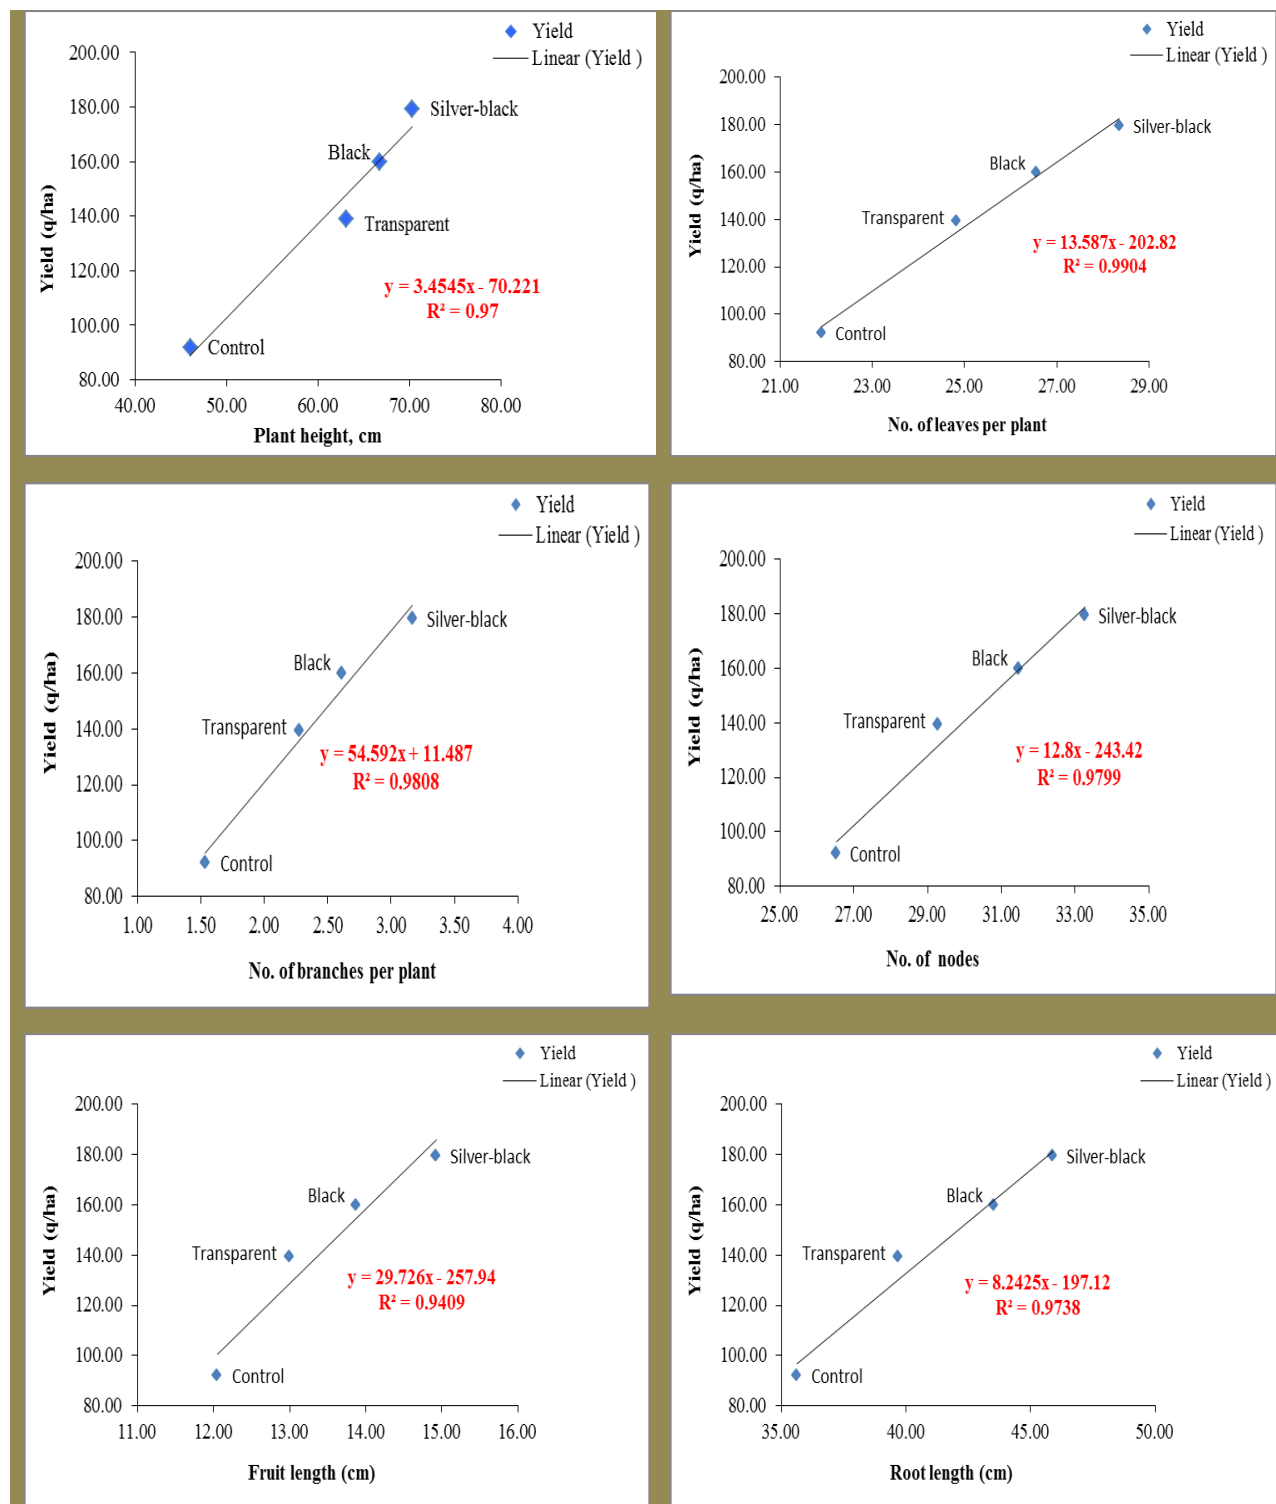 Yield
Linear (Yield )
200.00
180.00
160.00
140.00
120.00
100.00
80.00
Yield (q/ha)
Silver-black
Black
Transparent
Control
y = 3.4545x - 70.221
R² = 0.97
40.00 50.00 60.00 70.00 80.00
Plant height, cm
Yield
Linear (Yield )
200.00
180.00
160.00
140.00
120.00
100.00
80.00
Yield (q/ha)
Silver-black
Black
Transparent
Control
y = 13.587x - 202.82
R² = 0.9904
21.00 23.00 25.00 27.00 29.00
No. of leaves per plant
Yield
Linear (Yield )
200.00
180.00
160.00
140.00
120.00
100.00
80.00
Yield (q/ha)
Silver-black
Black
Transparent
Control
y = 54.592x + 11.487
R² = 0.9808
1.00 1.50 2.00 2.50 3.00 3.50 4.00
No. of branches per plant
Yield
Linear (Yield )
200.00
180.00
160.00
140.00
120.00
100.00
80.00
Yield (q/ha)
Silver-black
Black
Transparent
Control
y = 12.8x - 243.42
R² = 0.9799
25.00 27.00 29.00 31.00 33.00 35.00
No. of nodes
Yield
Linear (Yield )
200.00
180.00
160.00
140.00
120.00
100.00
80.00
Yield (q/ha)
Silver-black
Black
Transparent
Control
y = 29.726x - 257.94
R² = 0.9409
11.00 12.00 13.00 14.00 15.00 16.00
Fruit length (cm)
Yield
Linear (Yield )
200.00
180.00
160.00
140.00
120.00
100.00
80.00
Yield (q/ha)
Silver-black
Black
Transparent
Control
y = 8.2425x - 197.12
R² = 0.9738
35.00 40.00 45.00 50.00
Root length (cm)